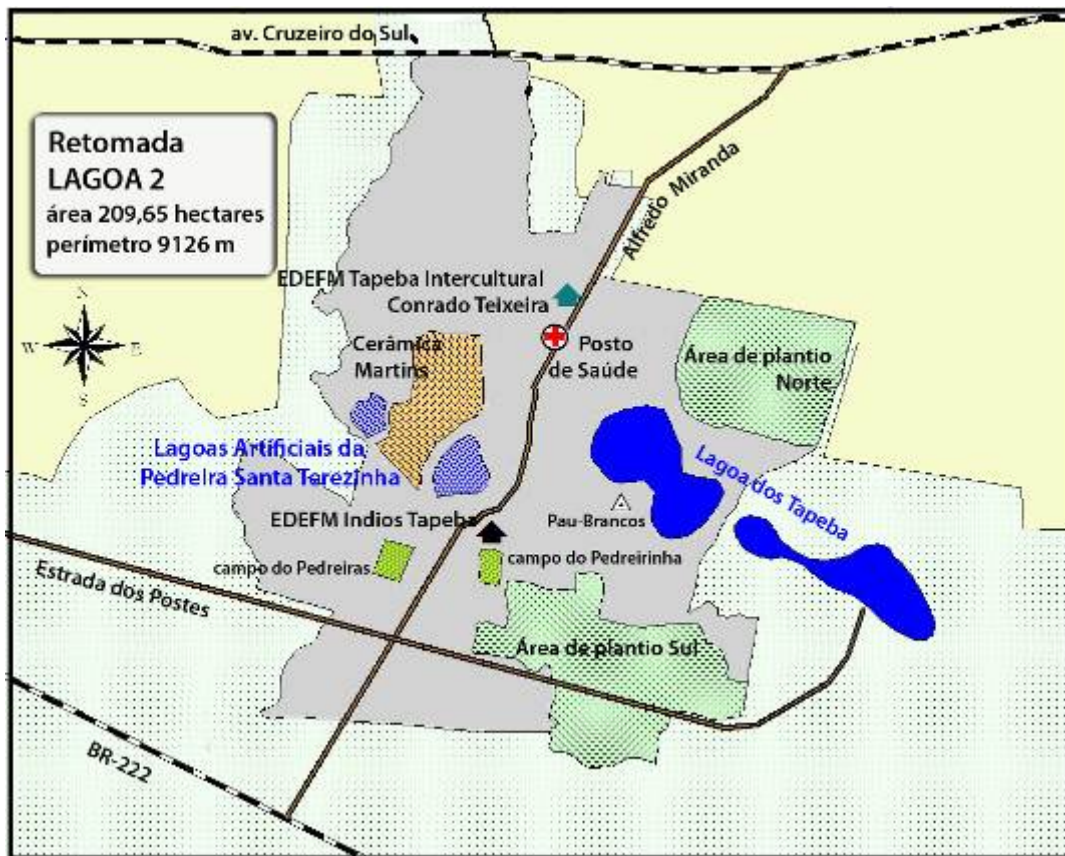 av. Cruzeiro do Sul
Retomada
LAGOA 2
área 209,65 hectares
perímetro 9126 m
Alfredo Miranda
EDEFM Tapeba Intercultural
Conrado Teixeira
N
W
E
S
Cerâmica
Martins
Posto
de Saúde
Área de plantio
Norte
Lagoas Artificiais da
Pedreira Santa Terezinha
Lagoa dos Tapeba
EDEFM Indios Tapeba
Pau-Brancos
campo do Pedreiras
campo do Pedreirinha
Estrada dos Postes
Área de plantio Sul
BR-222